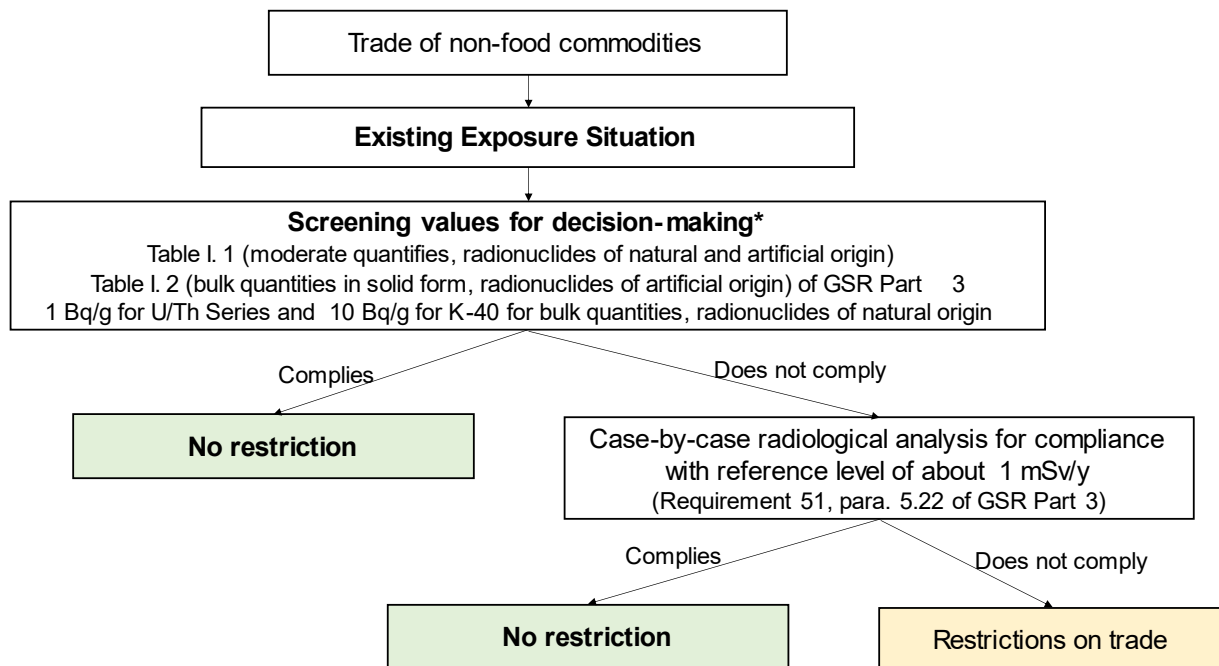 Trade of non-food commodities
Existing Exposure Situation
Screening values for decision-making*
Table I. 1 (moderate quantifies, radionuclides of natural and artificial origin)
Table I. 2 (bulk quantities in solid form, radionuclides of artificial origin) of GSR Part 3
1 Bq/g for U/Th Series and 10 Bq/g for K-40 for bulk quantities, radionuclides of natural origin
Complies
Does not comply
No restriction
Case-by-case radiological analysis for compliance
with reference level of about 1 mSv/y
(Requirement 51, para. 5.22 of GSR Part 3)
Complies
Does not comply
No restriction
Restrictions on trade